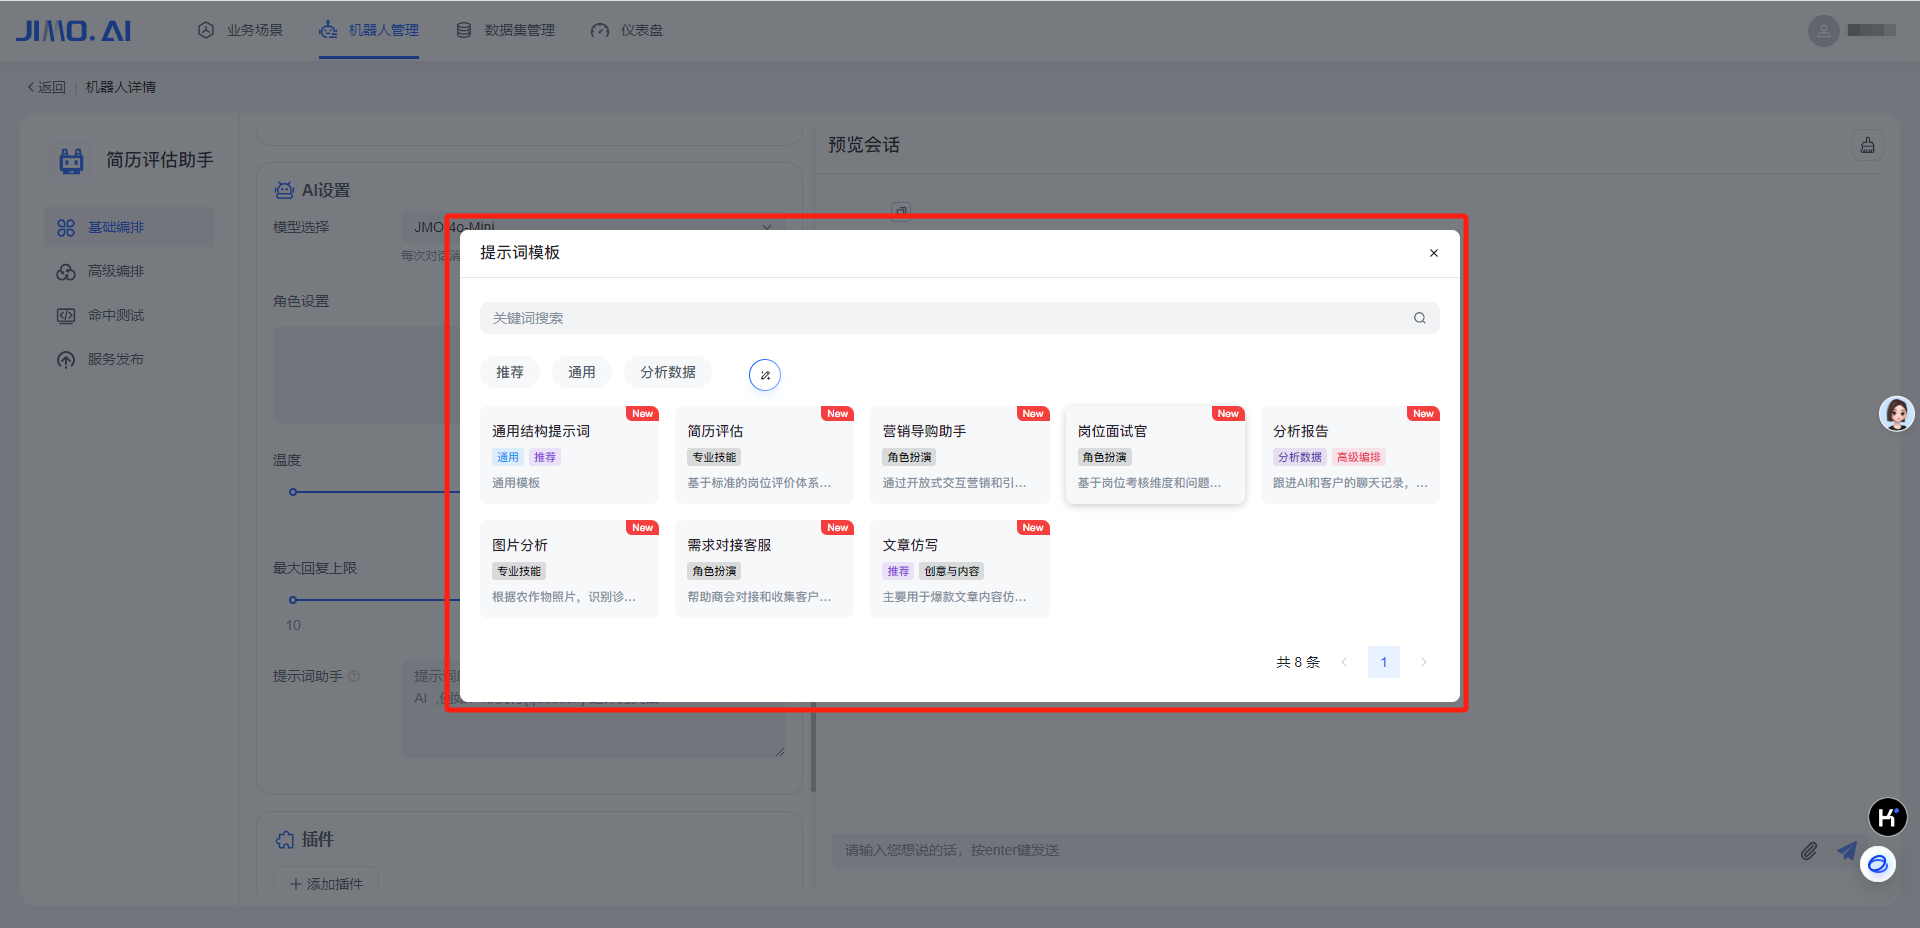 JIMO.AI
业务场景
机器人管理
数据集管理
仪表盘
返回 | 机器人详情
简历评估助手
基础编排
高级编排
命中测试
服务发布
AI设置
模型选择
JMO-4o-Mini
每次对话消
角色设置
温度
最大回复上限
10
提示词助手
提示词
AI
插件
添加插件
预览会话
请输入您想说的话，按enter键发送
提示词模板
关键词搜索
推荐
通用
分析数据
New
通用结构提示词
通用 推荐
通用模板
New
简历评估
专业技能
基于标准的岗位评价体系...
New
营销导购助手
角色扮演
通过开放式交互营销和引...
New
岗位面试官
角色扮演
基于岗位考核维度和问题...
New
分析报告
分析数据 高级编排
跟进AI和客户的聊天记录，...
New
图片分析
专业技能
根据农作物照片，识别诊...
New
需求对接客服
角色扮演
帮助商会对接和收集客户...
New
文章仿写
推荐 创意与内容
主要用于爆款文章内容仿...
共 8 条
1